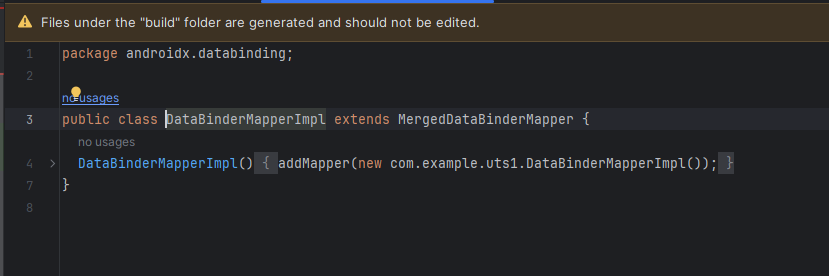 Files under the "build" folder are generated and should not be edited.
1 package androidx.databinding;
2
no usages
3 public class DataBinderMapperImpl extends MergedDataBinderMapper {
no usages
4 DataBinderMapperImpl() { addMapper(new com.example.uts1.DataBinderMapperImpl()); }
7 }
8